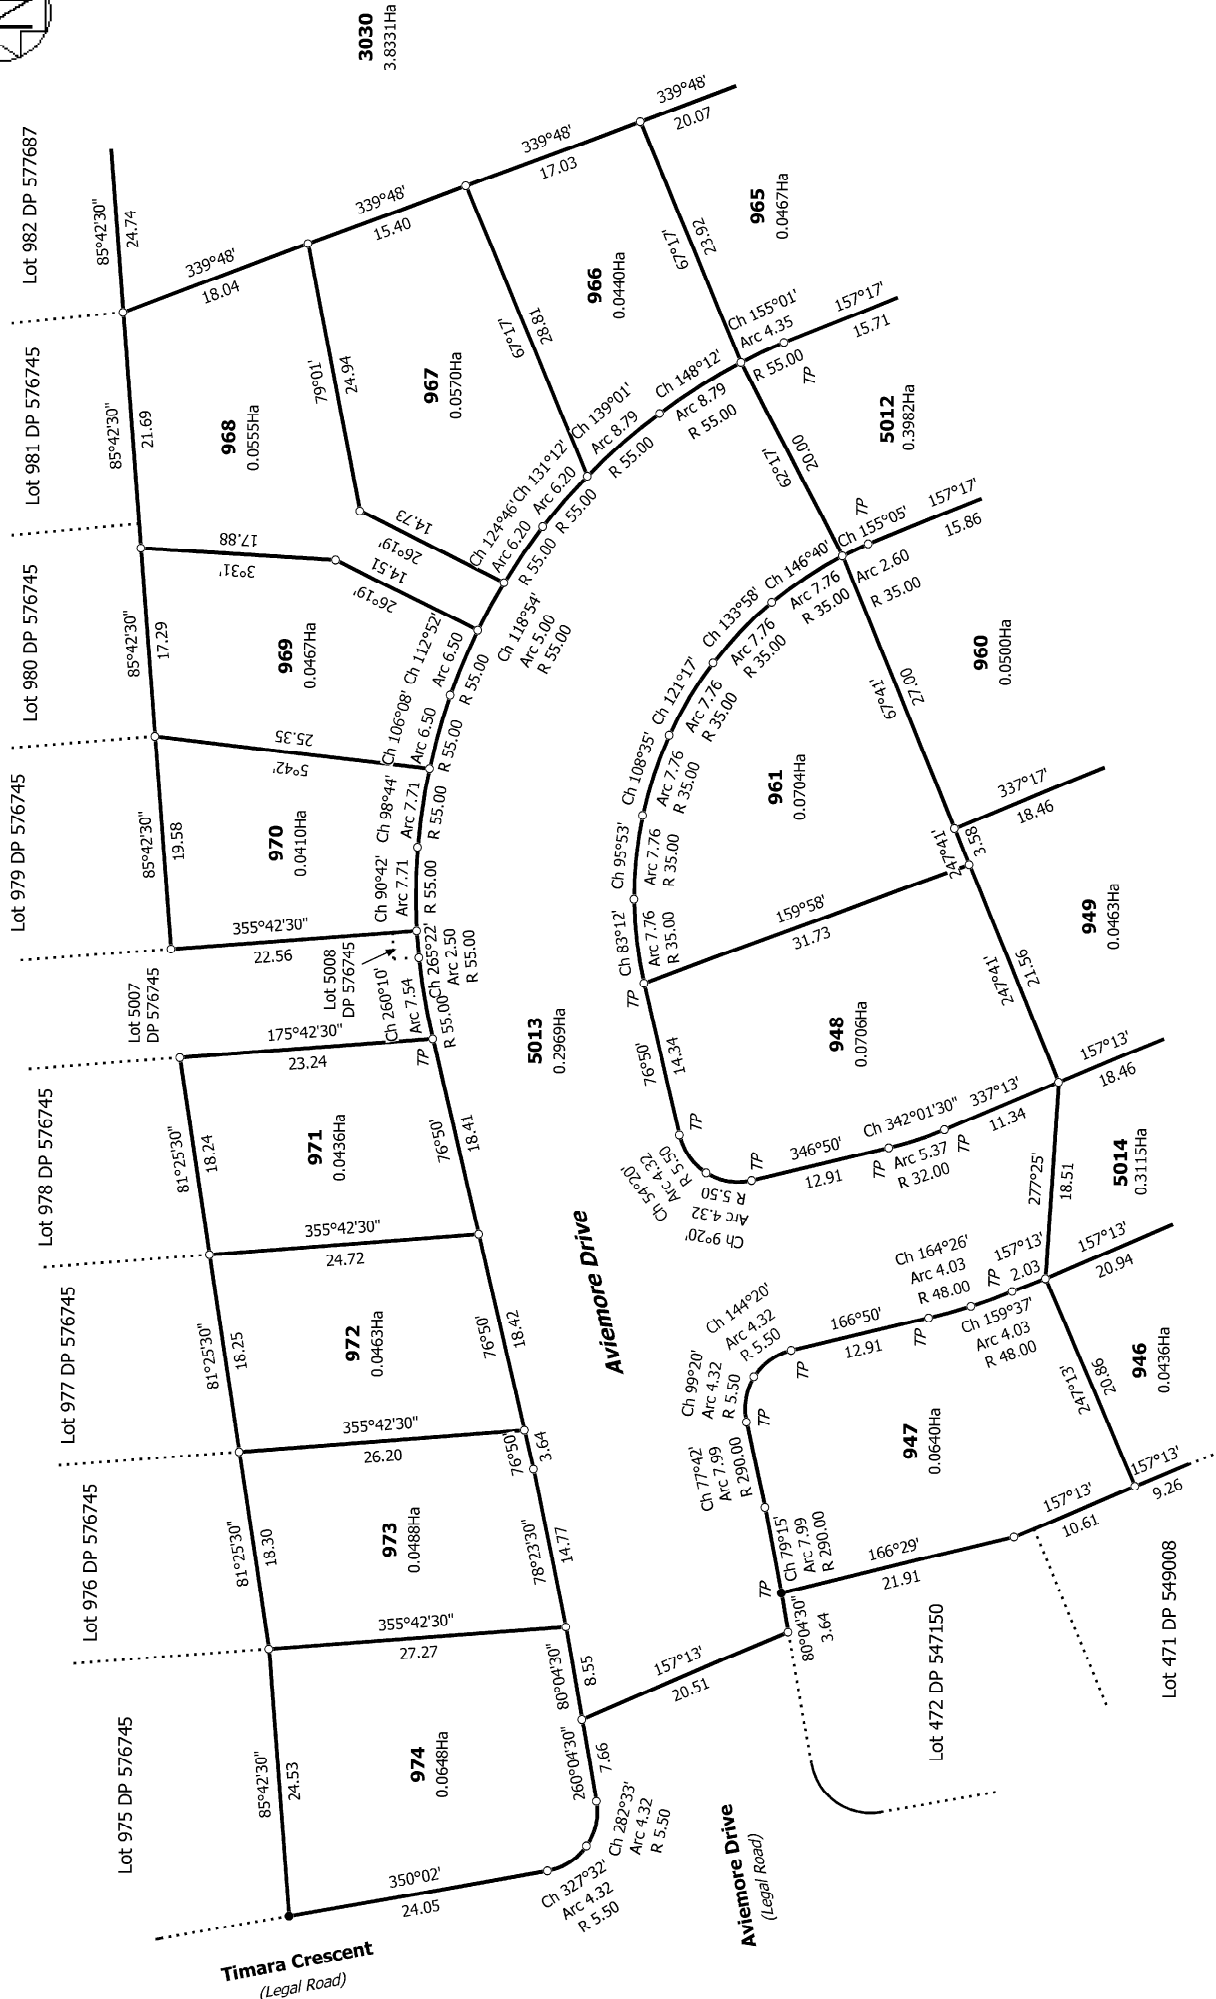 3030
3.8331Ha
Lot 982 DP 577687
85°42'30"
24.74
339°48'
20.07
339°48'
17.03
339°48'
15.40
339°48'
18.04
Lot 981 DP 576745
85°42'30"
21.69
968
0.0555Ha
79°01'
24.94
967
0.0570Ha
67°17'
28.81
966
0.0440Ha
67°17'
23.92
965
0.0467Ha
Ch 155°01'
Arc 4.35
R 55.00
TP
157°17'
15.71
Ch 148°12'
Arc 8.79
R 55.00
Ch 139°01'
Arc 8.79
R 55.00
Ch 131°12'
Arc 6.20
R 55.00
Ch 124°46'
Arc 6.20
R 55.00
Ch 118°54'
Arc 5.00
R 55.00
14.73
26°19'
14.51
26°19'
17.88
3°31'
Lot 980 DP 576745
85°42'30"
17.29
969
0.0467Ha
Ch 112°52'
Arc 6.50
R 55.00
Ch 106°08'
Arc 6.50
R 55.00
25.35
5°42'
Lot 979 DP 576745
85°42'30"
19.58
970
0.0410Ha
Ch 98°44'
Arc 7.71
R 55.00
Ch 90°42'
Arc 7.71
R 55.00
355°42'30"
22.56
Lot 5008
DP 576745
Ch 265°22'
Arc 2.50
R 55.00
Ch 260°10'
Arc 7.54
R 55.00
TP
Lot 5007
DP 576745
175°42'30"
23.24
5012
0.3982Ha
62°17'
20.00
TP
157°17'
15.86
Ch 155°05'
Arc 2.60
R 35.00
Ch 146°40'
Arc 7.76
R 35.00
Ch 133°58'
Arc 7.76
R 35.00
Ch 121°17'
Arc 7.76
R 35.00
Ch 108°35'
Arc 7.76
R 35.00
Ch 95°53'
Arc 7.76
R 35.00
Ch 83°12'
Arc 7.76
R 35.00
TP
960
0.0500Ha
67°41'
27.00
961
0.0704Ha
337°17'
18.46
247°41'
3.58
159°58'
31.73
949
0.0463Ha
247°41'
21.56
948
0.0706Ha
5013
0.2969Ha
76°50'
14.34
TP
Ch 54°20'
Arc 4.32
R 5.50
Ch 9°20'
Arc 4.32
R 5.50
TP
346°50'
12.91
TP
Ch 342°01'30"
Arc 5.37
R 32.00
TP
337°13'
11.34
157°13'
18.46
5014
0.3115Ha
277°25'
18.51
Lot 978 DP 576745
81°25'30"
18.24
971
0.0436Ha
76°50'
18.41
355°42'30"
24.72
Lot 977 DP 576745
81°25'30"
18.25
972
0.0463Ha
76°50'
18.42
355°42'30"
26.20
Aviemore Drive
Lot 976 DP 576745
81°25'30"
18.30
973
0.0488Ha
76°50'
3.64
78°23'30"
14.77
355°42'30"
27.27
Ch 164°26'
Arc 4.03
R 48.00
TP
157°13'
2.03
TP
Ch 159°37'
Arc 4.03
R 48.00
157°13'
20.94
166°50'
12.91
TP
Ch 144°20'
Arc 4.32
R 5.50
Ch 99°20'
Arc 4.32
R 5.50
TP
Ch 77°42
Arc 7.99
R 290.00
Ch 79°15'
Arc 7.99
R 290.00
TP
947
0.0640Ha
247°13'
20.86
946
0.0436Ha
157°13'
9.26
157°13'
10.61
166°29'
21.91
80°04'30"
3.64
157°13'
20.51
Lot 975 DP 576745
85°42'30"
24.53
974
0.0648Ha
80°04'30"
8.55
260°04'30"
7.66
Ch 282°33'
Arc 4.32
R 5.50
Ch 327°32'
Arc 4.32
R 5.50
350°02'
24.05
Lot 472 DP 547150
Lot 471 DP 549008
Aviemore Drive
(Legal Road)
Timara Crescent
(Legal Road)